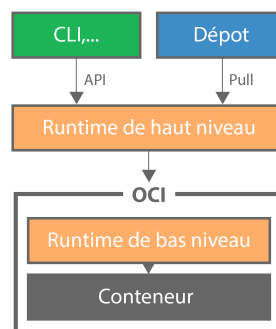 CLI,...
Dépot
API
Pull
Runtime de haut niveau
OCI
Runtime de bas niveau
Conteneur